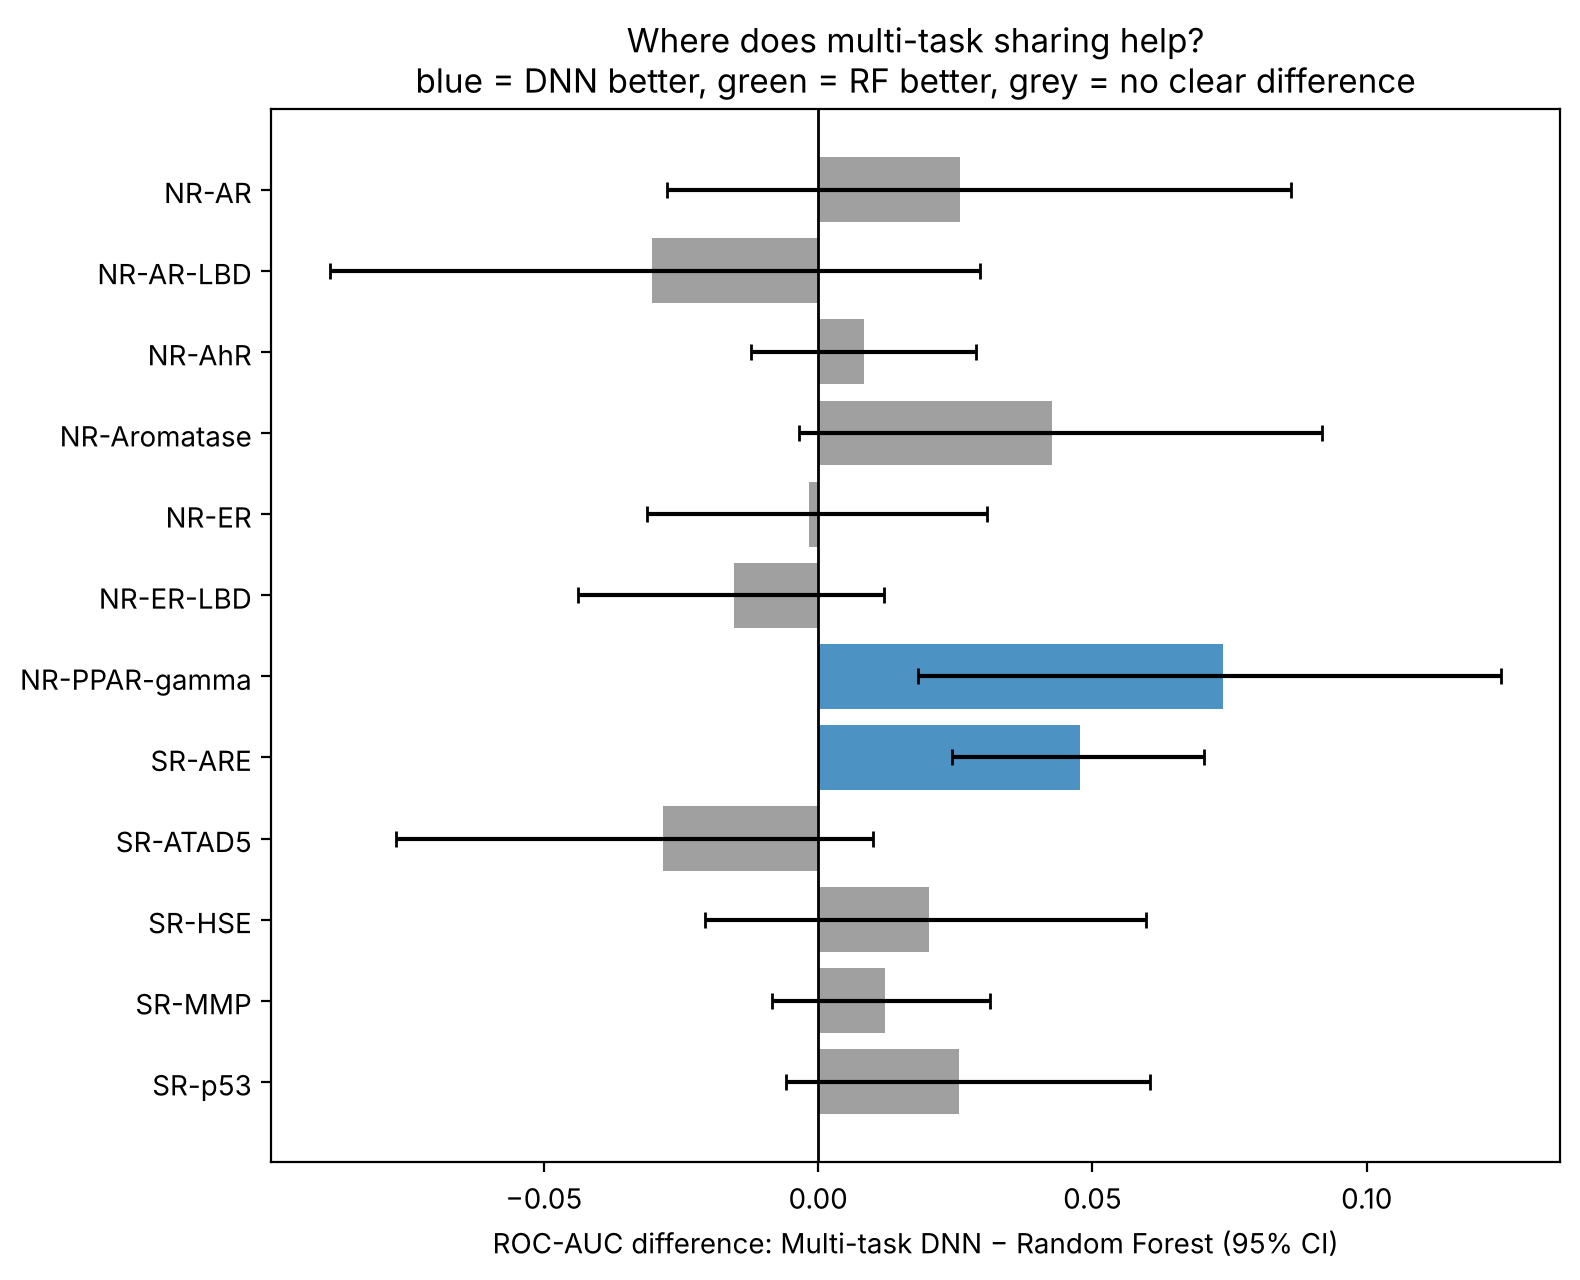 Where does multi-task sharing help?
blue = DNN better, green = RF better, grey = no clear difference
NR-AR
NR-AR-LBD
NR-AhR
NR-Aromatase
NR-ER
NR-ER-LBD
NR-PPAR-gamma
SR-ARE
SR-ATAD5
SR-HSE
SR-MMP
SR-p53
−0.05 0.00 0.05 0.10
ROC-AUC difference: Multi-task DNN − Random Forest (95% CI)